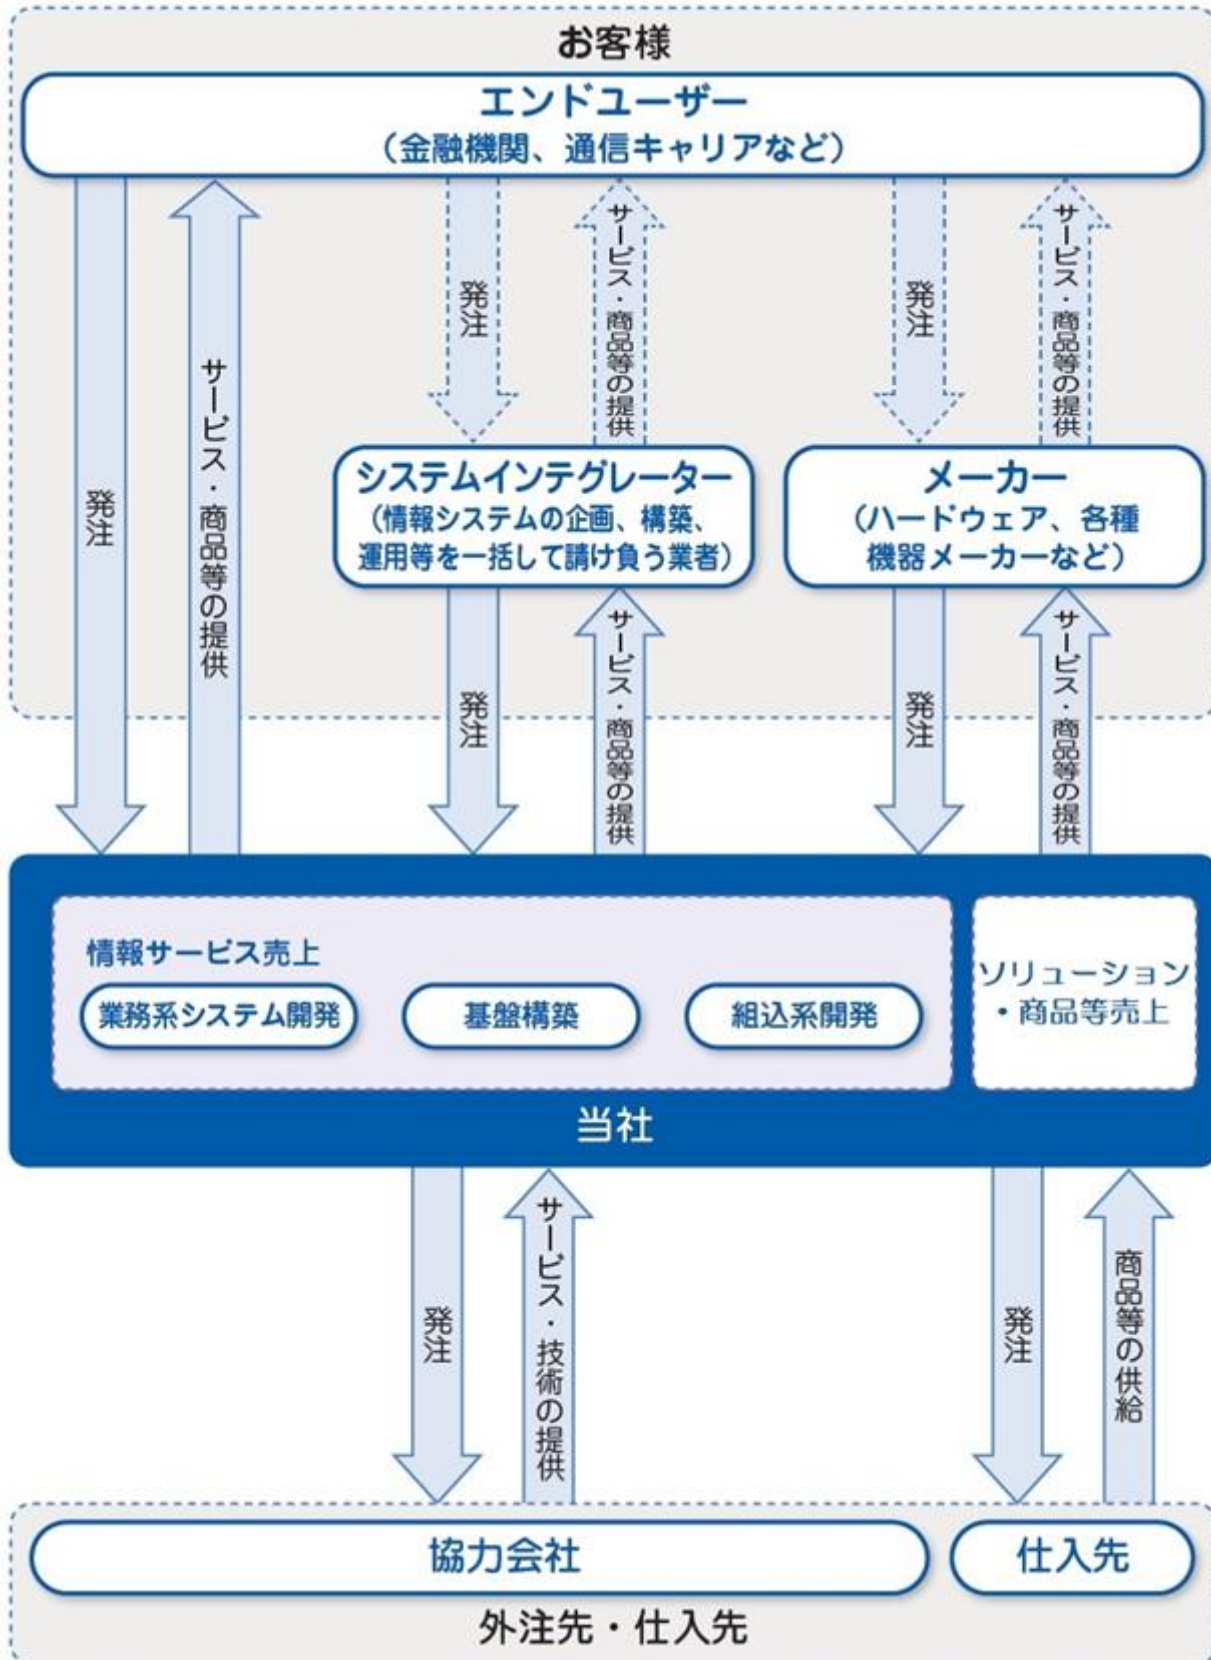 お客様
エンドユーザー
（金融機関、通信キャリアなど）
発注
サービス・商品等の提供
発注
サービス・商品等の提供
発注
サービス・商品等の提供
システムインテグレーター
（情報システムの企画、構築、
運用等を一括して請け負う業者）
メーカー
（ハードウェア、各種
機器メーカーなど）
発注
サービス・商品等の提供
発注
サービス・商品等の提供
情報サービス売上
業務系システム開発
基盤構築
組込系開発
ソリューション
・商品等売上
当社
発注
サービス・技術の提供
発注
商品等の供給
協力会社
仕入先
外注先・仕入先